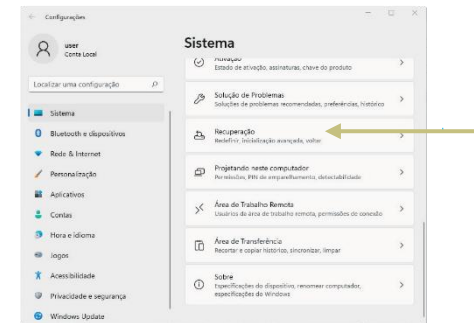 Configurações
user
Conta Local
Localizar uma configuração
Sistema
Bluetooth e dispositivos
Rede & Internet
Personalização
Aplicativos
Contas
Hora e idioma
Jogos
Acessibilidade
Privacidade e segurança
Windows Update
Sistema
Ativação
Estado de ativação, assinaturas, chave do produto
Solução de Problemas
Soluções de problemas recomendadas, preferências, histórico
Recuperação
Redefinir, inicialização avançada, voltar
Projetando neste computador
Permissões, PIN de emparelhamento, detectabilidade
Área de Trabalho Remota
Usuários da área de trabalho remota, permissões de conexão
Área de Transferência
Recortar e copiar histórico, sincronizar, limpar
Sobre
Especificações do dispositivo, renomear computador,
especificações do Windows